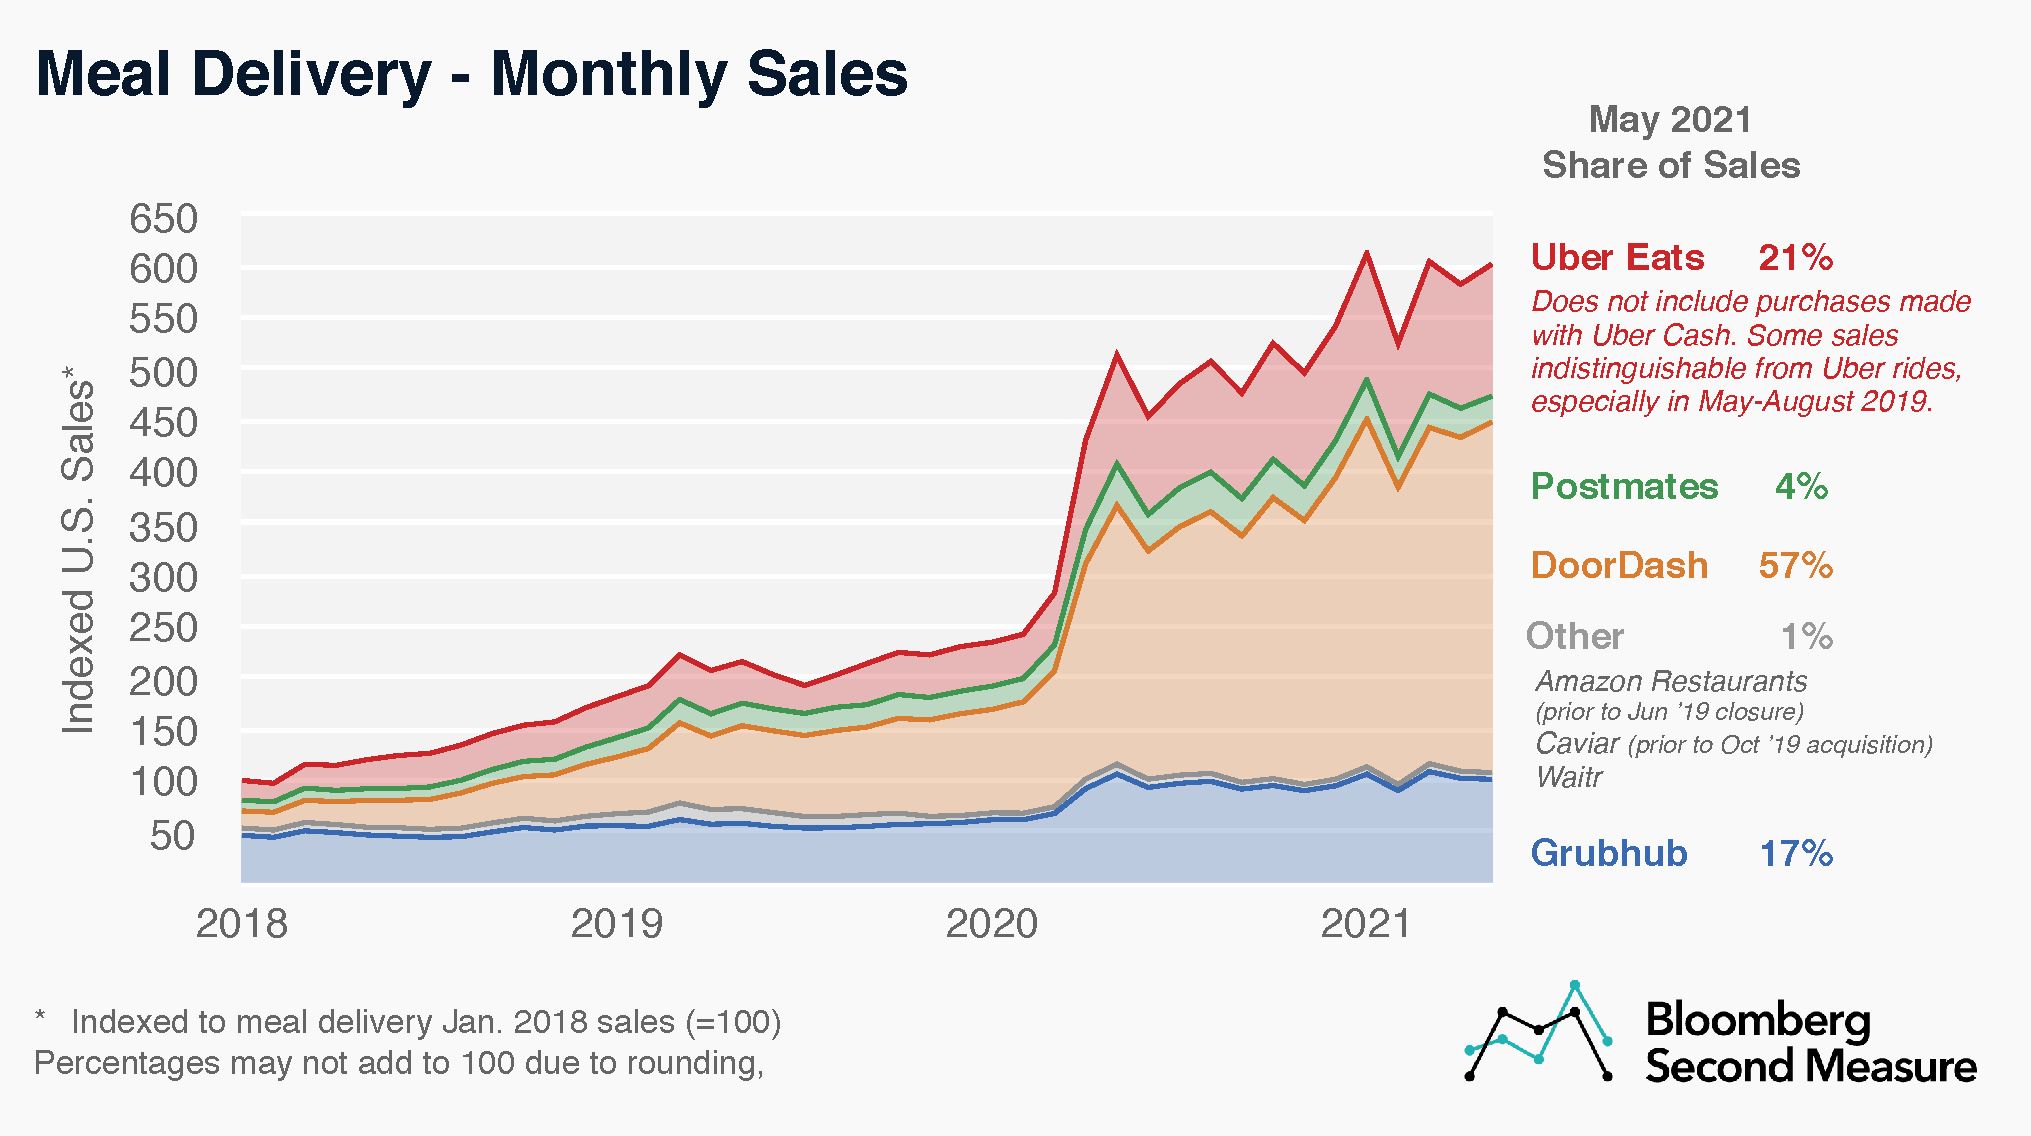 Meal Delivery - Monthly Sales
May 2021
Share of Sales
650
600
550
500
450
400
350
300
250
200
150
100
50
Indexed U.S. Sales*
2018
2019
2020
2021
Uber Eats 21%
Does not include purchases made
with Uber Cash. Some sales
indistinguishable from Uber rides,
especially in May-August 2019.
Postmates 4%
DoorDash 57%
Other 1%
Amazon Restaurants
(prior to Jun ’19 closure)
Caviar (prior to Oct ’19 acquisition)
Waitr
Grubhub 17%
* Indexed to meal delivery Jan. 2018 sales (=100)
Percentages may not add to 100 due to rounding,
Bloomberg
Second Measure